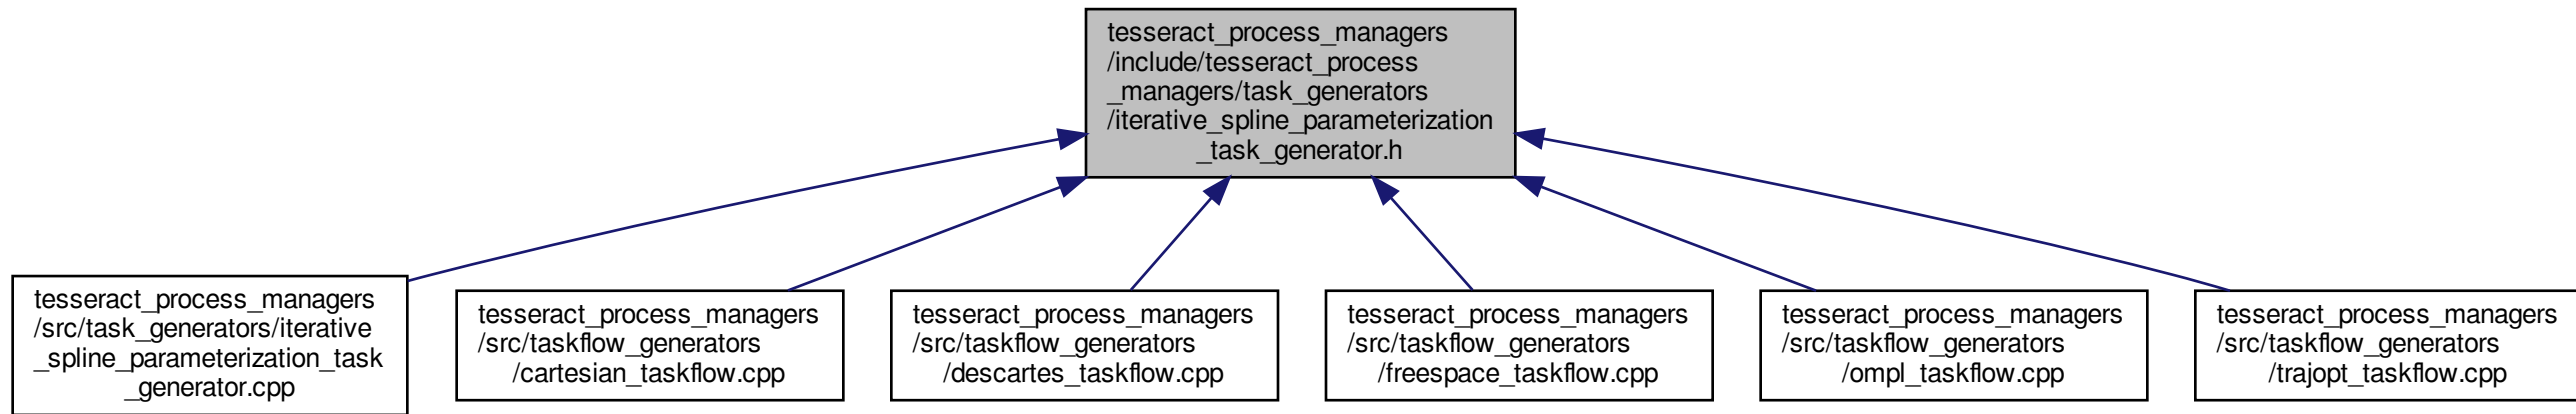 tesseract_process_managers
/include/tesseract_process
_managers/task_generators
/iterative_spline_parameterization
_task_generator.h
tesseract_process_managers
/src/task_generators/iterative
_spline_parameterization_task
_generator.cpp
tesseract_process_managers
/src/taskflow_generators
/cartesian_taskflow.cpp
tesseract_process_managers
/src/taskflow_generators
/descartes_taskflow.cpp
tesseract_process_managers
/src/taskflow_generators
/freespace_taskflow.cpp
tesseract_process_managers
/src/taskflow_generators
/ompl_taskflow.cpp
tesseract_process_managers
/src/taskflow_generators
/trajopt_taskflow.cpp